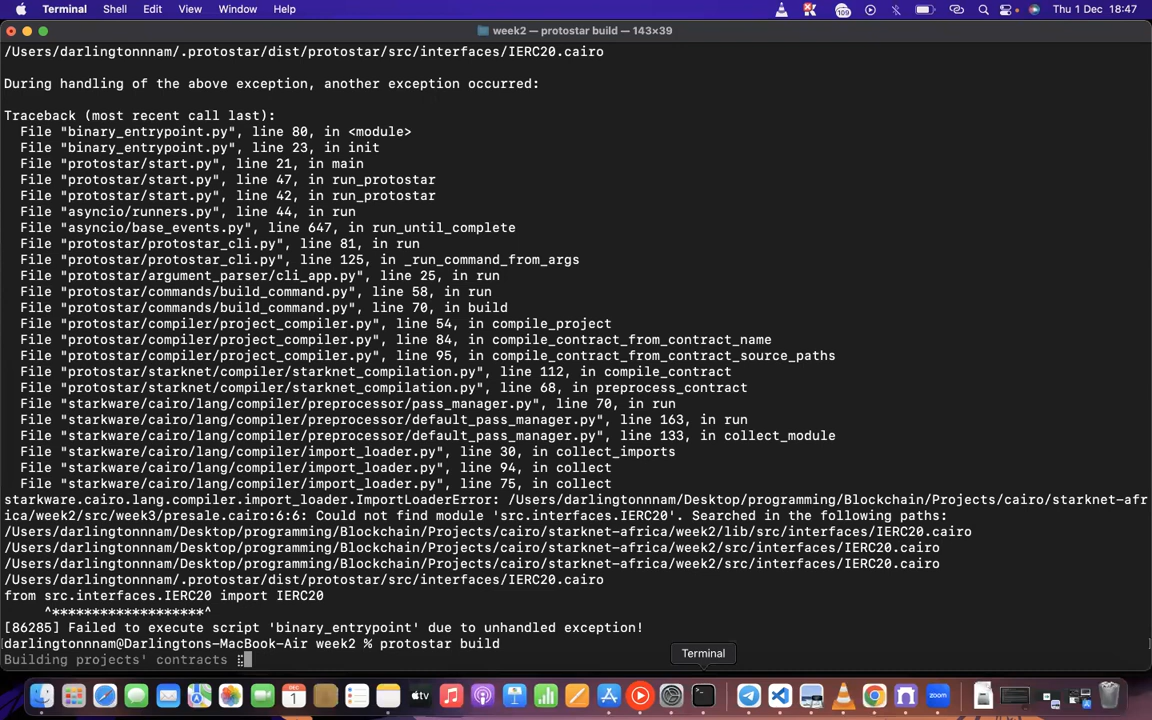 Terminal Shell Edit View Window Help 109 Thu 1 Dec 18:47
week2 — protostar build — 143×39
/Users/darlingtonnnam/.protostar/dist/protostar/src/interfaces/IERC20.cairo
During handling of the above exception, another exception occurred:
Traceback (most recent call last):
File "binary_entrypoint.py", line 80, in <module>
File "binary_entrypoint.py", line 23, in init
File "protostar/start.py", line 21, in main
File "protostar/start.py", line 47, in run_protostar
File "protostar/start.py", line 42, in run_protostar
File "asyncio/runners.py", line 44, in run
File "asyncio/base_events.py", line 647, in run_until_complete
File "protostar/protostar_cli.py", line 81, in run
File "protostar/protostar_cli.py", line 125, in _run_command_from_args
File "protostar/argument_parser/cli_app.py", line 25, in run
File "protostar/commands/build_command.py", line 58, in run
File "protostar/commands/build_command.py", line 70, in build
File "protostar/compiler/project_compiler.py", line 54, in compile_project
File "protostar/compiler/project_compiler.py", line 84, in compile_contract_from_contract_name
File "protostar/compiler/project_compiler.py", line 95, in compile_contract_from_contract_source_paths
File "protostar/starknet/compiler/starknet_compilation.py", line 112, in compile_contract
File "protostar/starknet/compiler/starknet_compilation.py", line 68, in preprocess_contract
File "starkware/cairo/lang/compiler/preprocessor/pass_manager.py", line 70, in run
File "starkware/cairo/lang/compiler/preprocessor/default_pass_manager.py", line 163, in run
File "starkware/cairo/lang/compiler/preprocessor/default_pass_manager.py", line 133, in collect_module
File "starkware/cairo/lang/compiler/import_loader.py", line 30, in collect_imports
File "starkware/cairo/lang/compiler/import_loader.py", line 94, in collect
File "starkware/cairo/lang/compiler/import_loader.py", line 75, in collect
starkware.cairo.lang.compiler.import_loader.ImportLoaderError: /Users/darlingtonnnam/Desktop/programming/Blockchain/Projects/cairo/starknet-afr
ica/week2/src/week3/presale.cairo:6:6: Could not find module 'src.interfaces.IERC20'. Searched in the following paths:
/Users/darlingtonnnam/Desktop/programming/Blockchain/Projects/cairo/starknet-africa/week2/lib/src/interfaces/IERC20.cairo
/Users/darlingtonnnam/Desktop/programming/Blockchain/Projects/cairo/starknet-africa/week2/src/interfaces/IERC20.cairo
/Users/darlingtonnnam/Desktop/programming/Blockchain/Projects/cairo/starknet-africa/week2/src/interfaces/IERC20.cairo
/Users/darlingtonnnam/.protostar/dist/protostar/src/interfaces/IERC20.cairo
from src.interfaces.IERC20 import IERC20
^*******************^
[86285] Failed to execute script 'binary_entrypoint' due to unhandled exception!
[darlingtonnnam@Darlingtons-MacBook-Air week2 % protostar build ]
Building projects' contracts
Terminal
DEC
1
tv
zoom